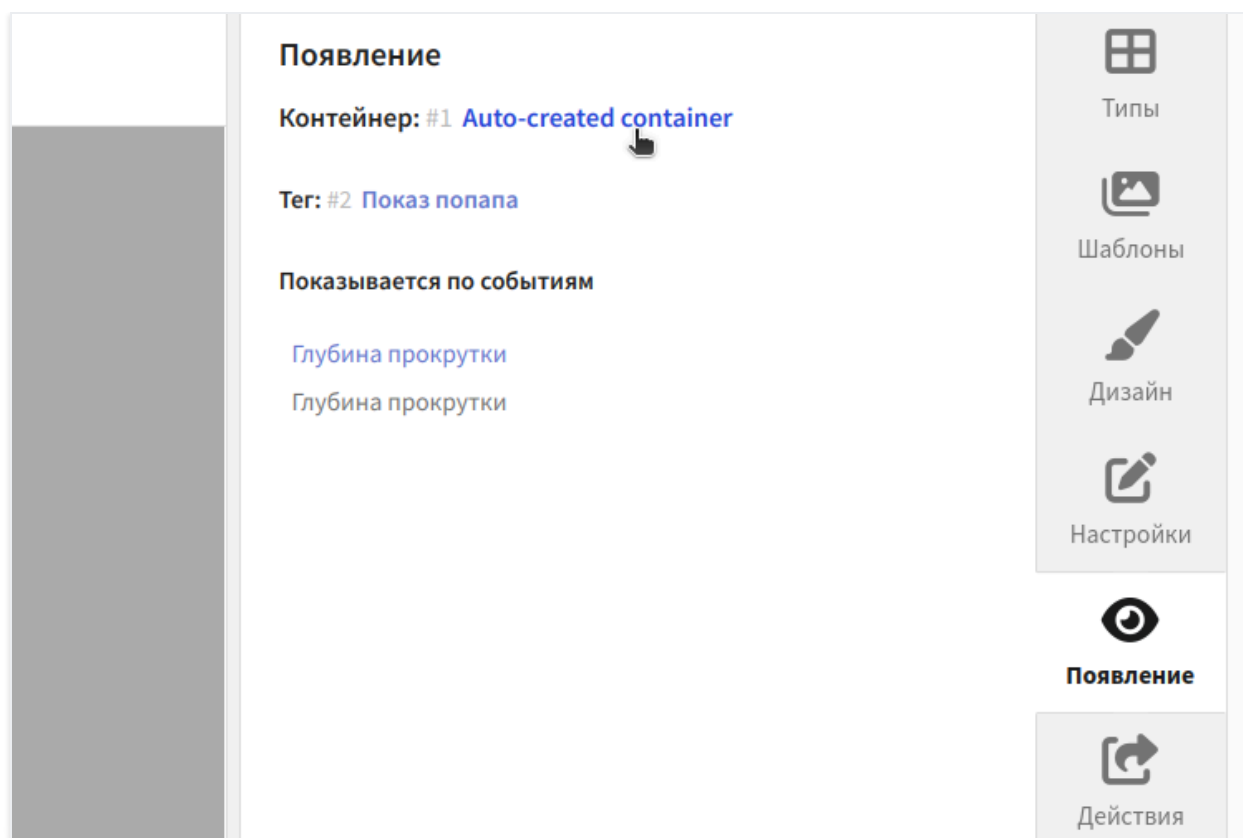 Появление
Контейнер: #1 Auto-created container
Тег: #2 Показ попапа
Показывается по событиям
Глубина прокрутки
Глубина прокрутки
Типы
Шаблоны
Дизайн
Настройки
Появление
Действия